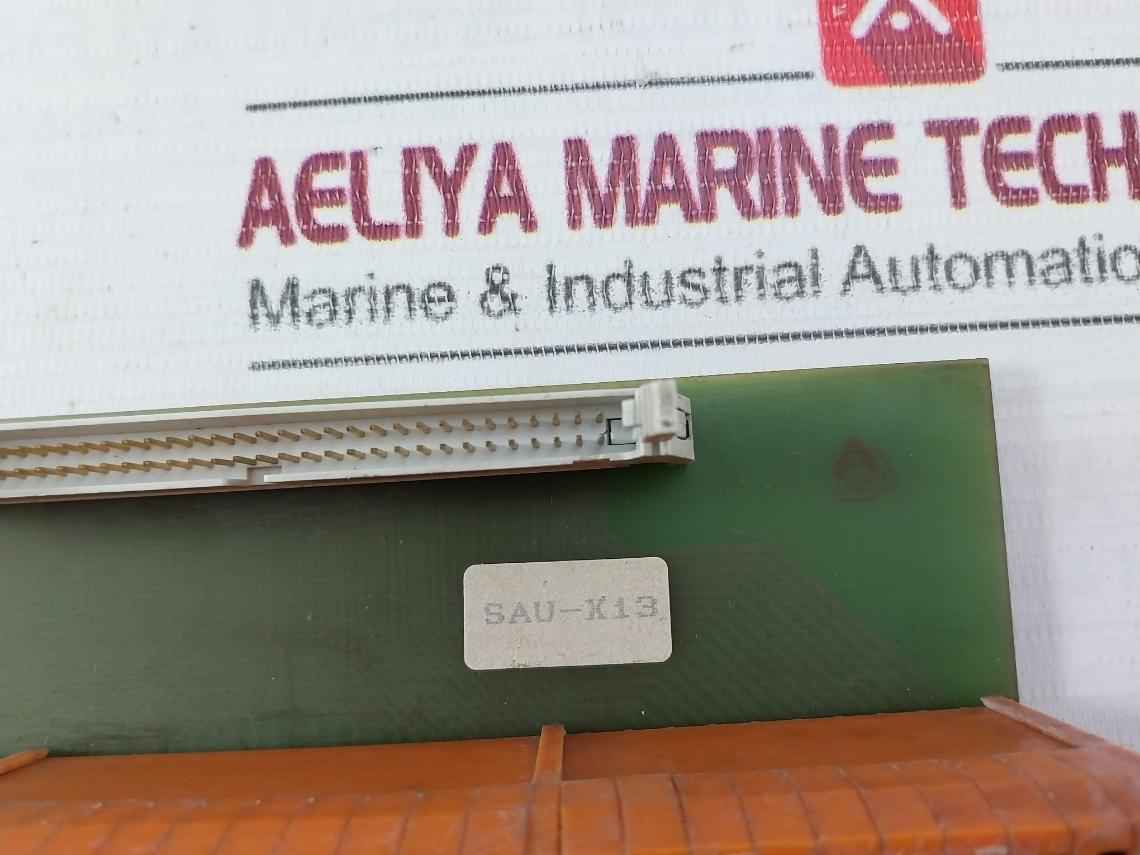 AELIYA MARINE TECH
Marine & Industrial Automatio
SAU-X13